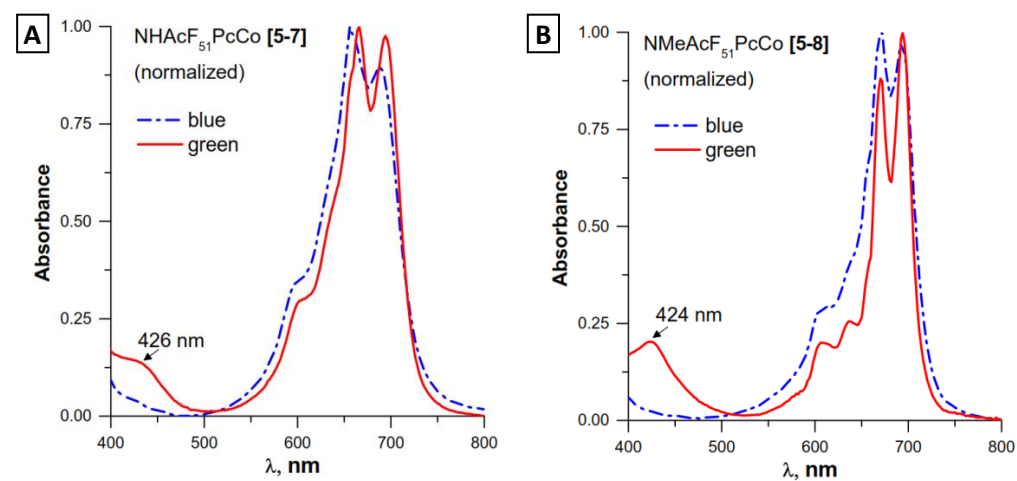 A
NHAcF51PcCo [5-7]
(normalized)
blue
green
426 nm
Absorbance
1.00
0.75
0.50
0.25
0.00
400
500
600
700
800
λ, nm
B
NMeAcF51PcCo [5-8]
(normalized)
blue
green
424 nm
Absorbance
1.00
0.75
0.50
0.25
0.00
400
500
600
700
800
λ, nm